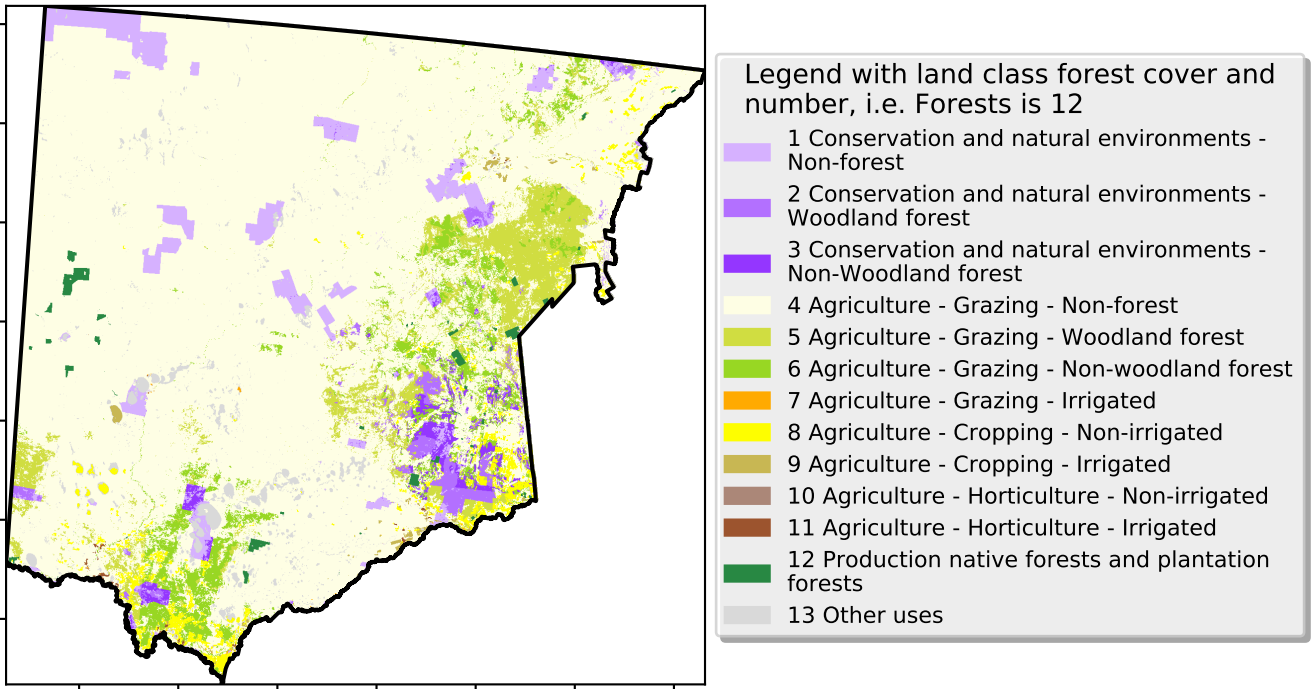 Legend with land class forest cover and
number, i.e. Forests is 12
1 Conservation and natural environments -
Non-forest
2 Conservation and natural environments -
Woodland forest
3 Conservation and natural environments -
Non-Woodland forest
4 Agriculture - Grazing - Non-forest
5 Agriculture - Grazing - Woodland forest
6 Agriculture - Grazing - Non-woodland forest
7 Agriculture - Grazing - Irrigated
8 Agriculture - Cropping - Non-irrigated
9 Agriculture - Cropping - Irrigated
10 Agriculture - Horticulture - Non-irrigated
11 Agriculture - Horticulture - Irrigated
12 Production native forests and plantation
forests
13 Other uses